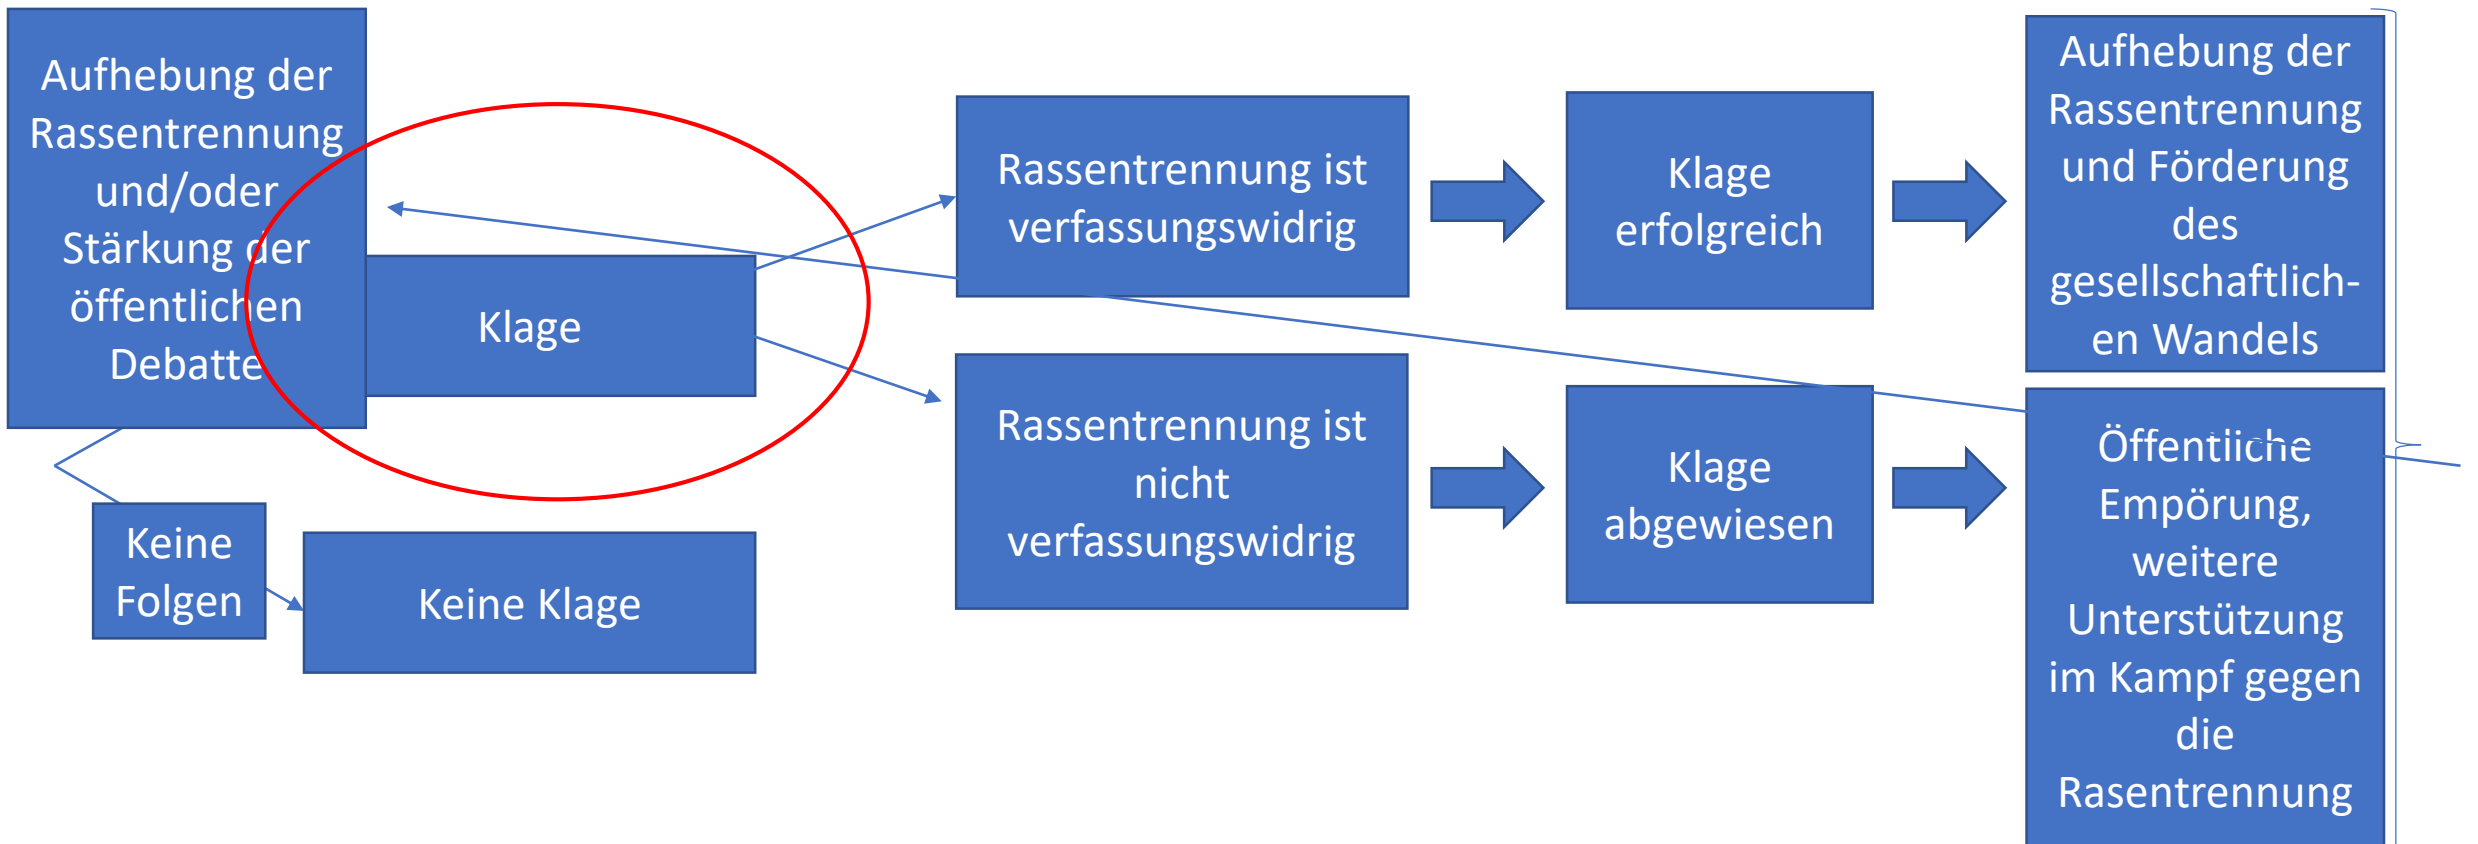 Aufhebung der
Rassentrennung
und/oder
Stärkung der
öffentlichen
Debatte
Klage
Keine
Folgen
Keine Klage
Rassentrennung ist
verfassungswidrig
Rassentrennung ist
nicht
verfassungswidrig
Klage
erfolgreich
Klage
abgewiesen
Aufhebung der
Rassentrennung
und Förderung
des
gesellschaftlich-
en Wandels
Öffentliche
Empörung,
weitere
Unterstützung
im Kampf gegen
die
Rasentrennung